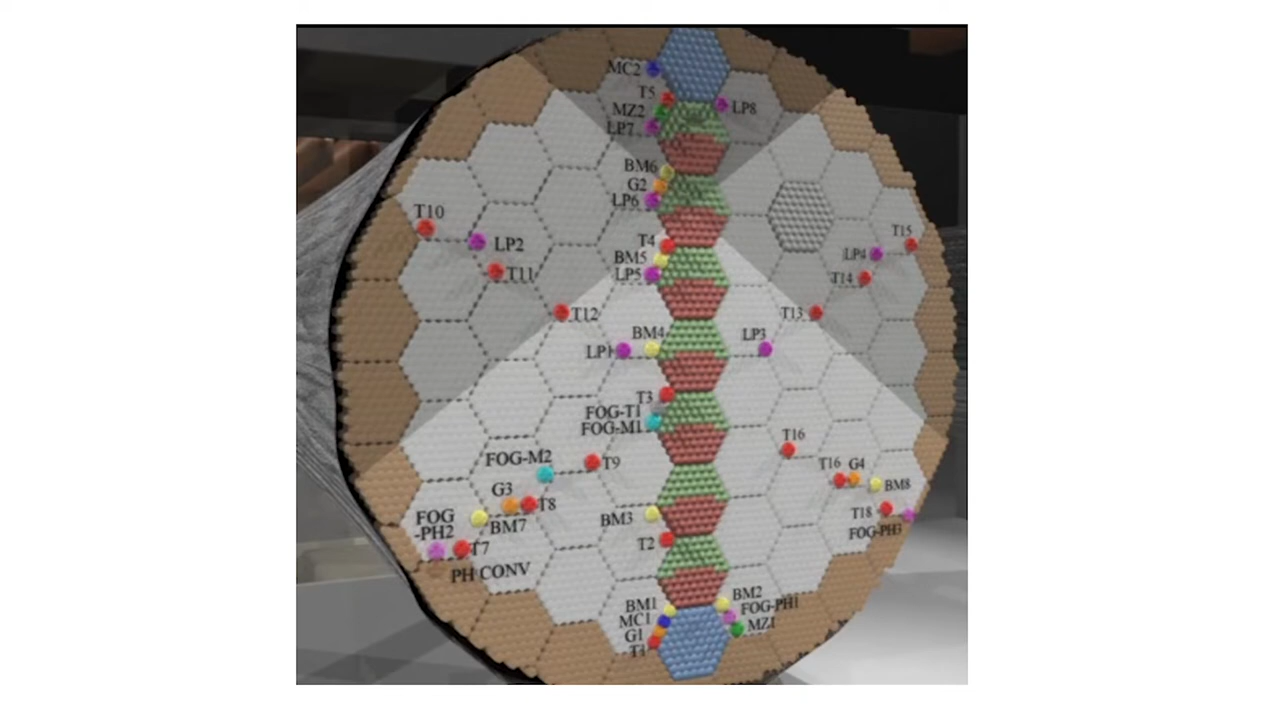 MC2
T5
LP8
MZ2
LP7
BM6
G2
LP6
T10
T4
T15
LP2
BM5
LP4
LP5
T11
T14
T12
T13
BM4
LP3
LP1
T3
FOG-T1
FOG-M1
T16
FOG-M2
T9
T16
G4
G3
BM8
T8
FOG
-PH2
BM7
BM3
T18
FOG-PH3
T7
T2
PH CONV
BM1
BM2
MC1
FOG-PH1
G1
MZ1
T1